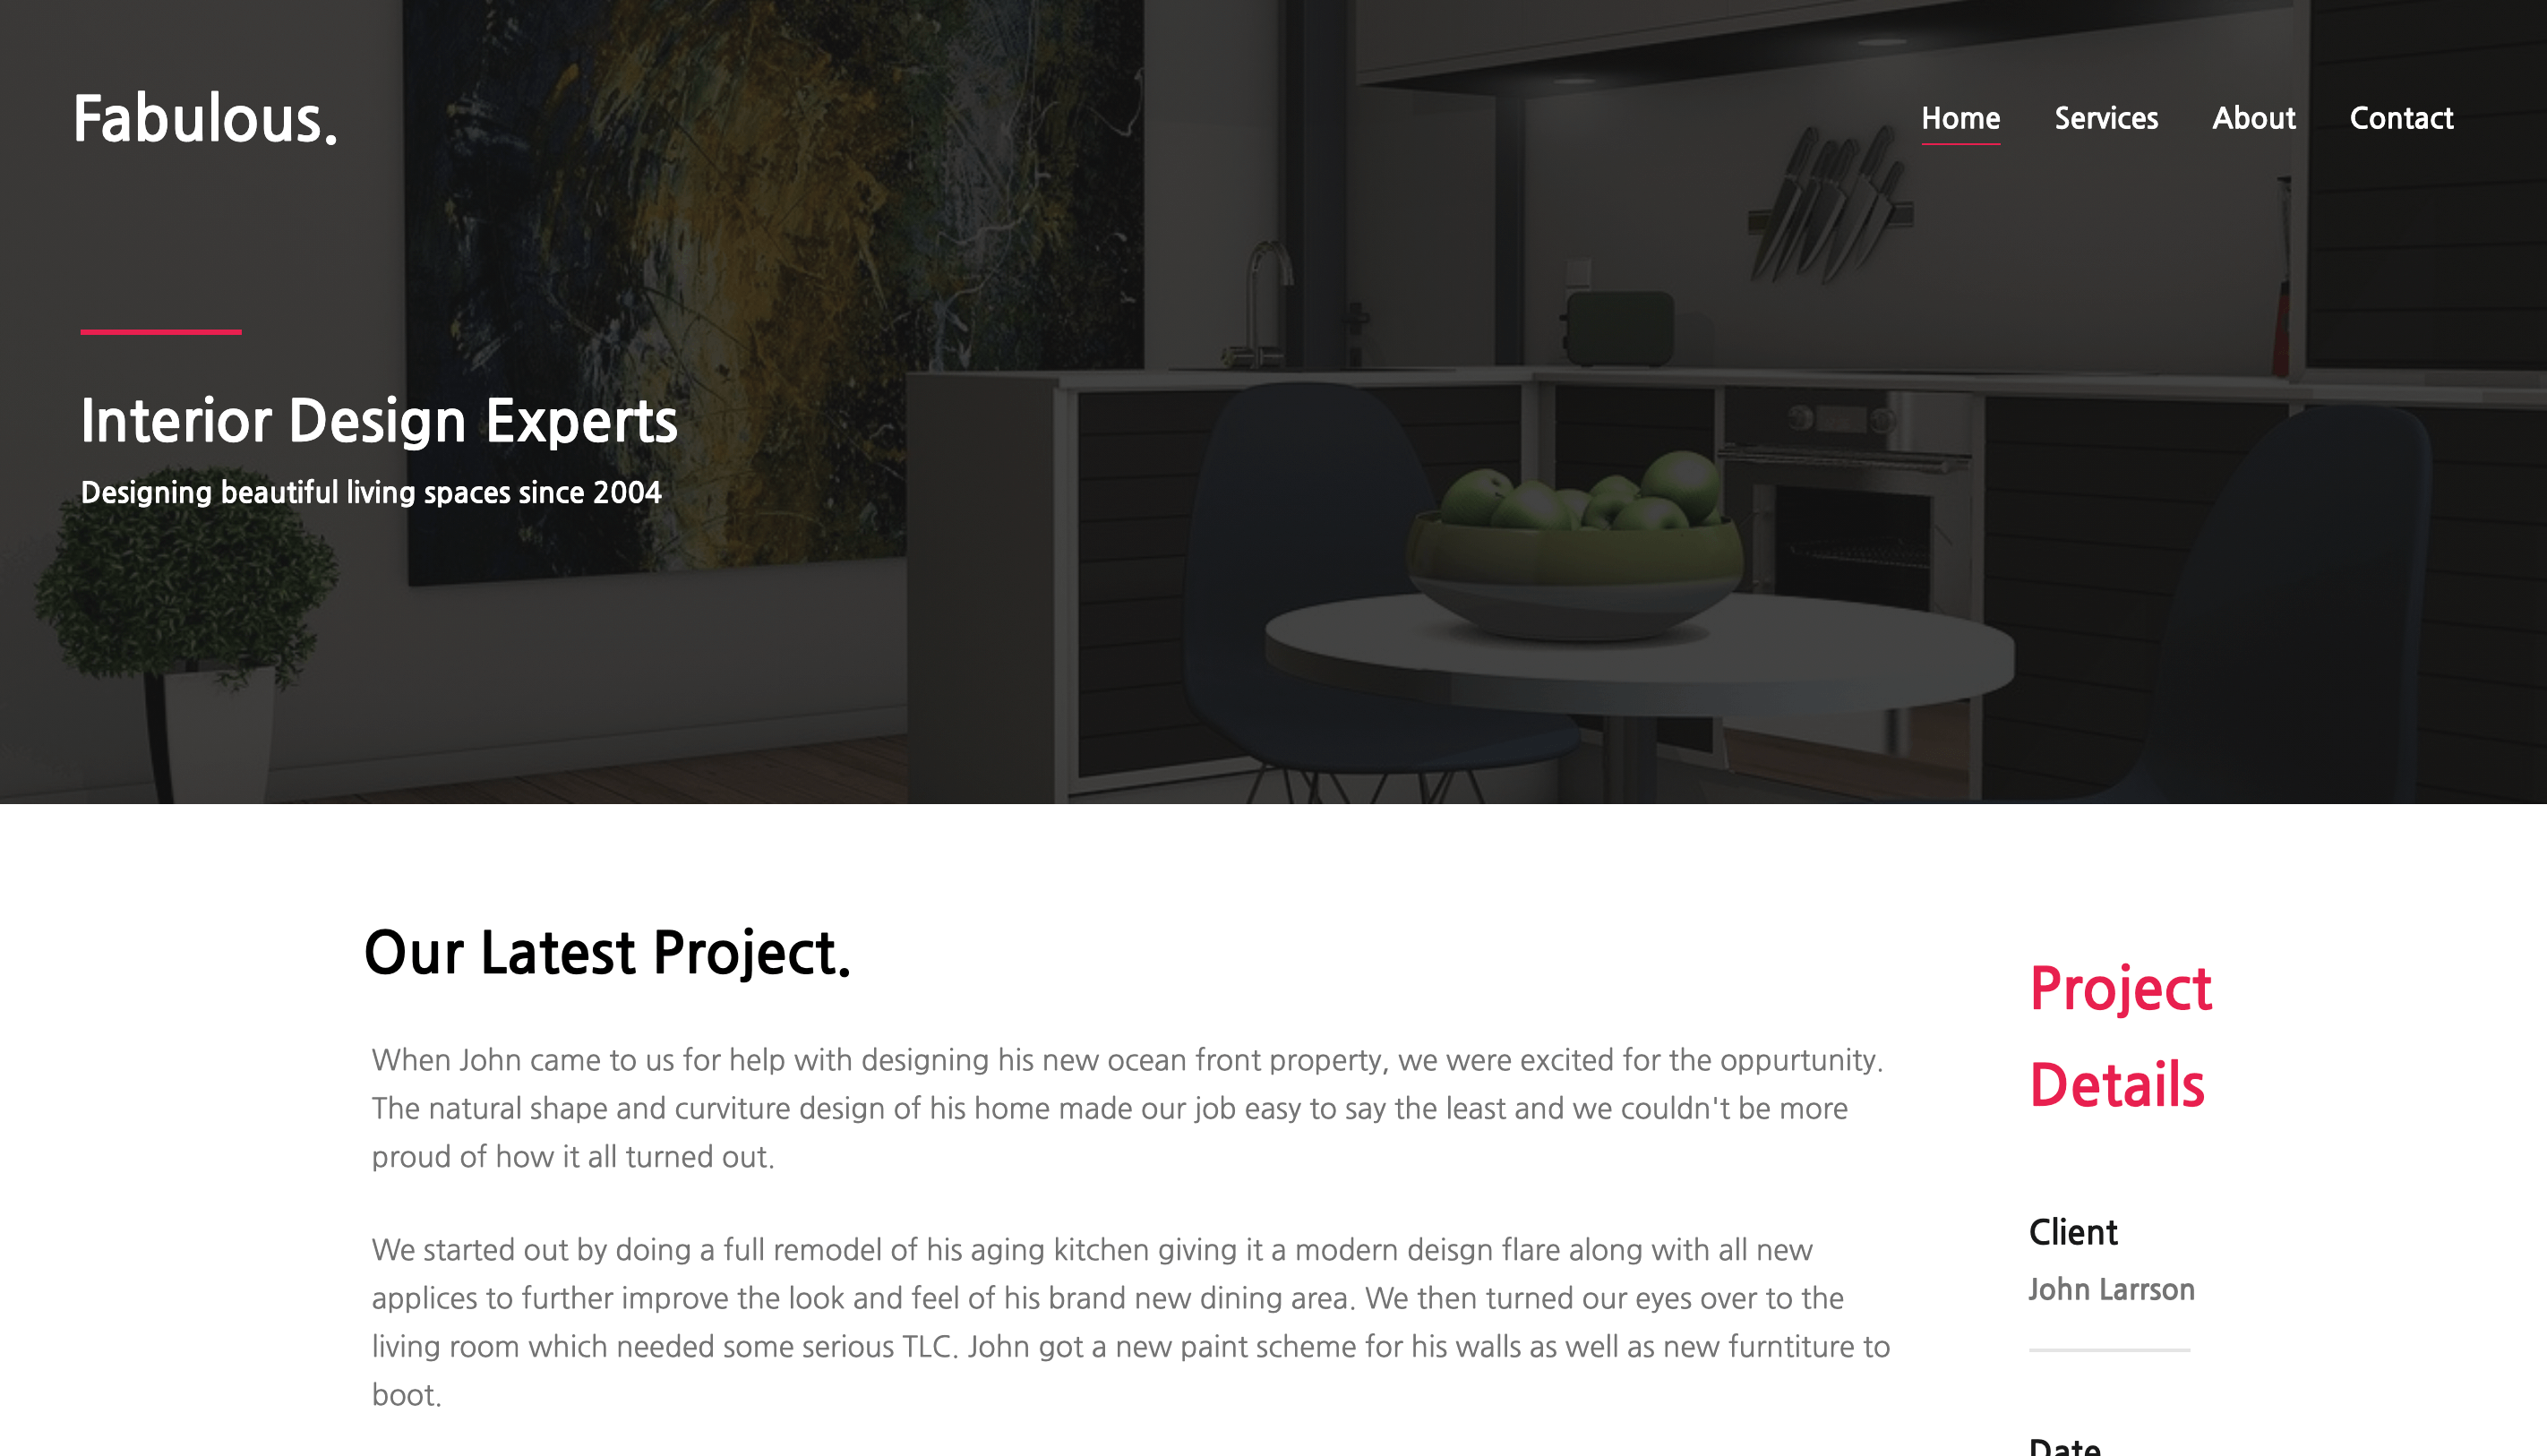 Fabulous.
Home Services About Contact
Interior Design Experts
Designing beautiful living spaces since 2004
Our Latest Project.
When John came to us for help with designing his new ocean front property, we were excited for the oppurtunity.
The natural shape and curviture design of his home made our job easy to say the least and we couldn't be more
proud of how it all turned out.
We started out by doing a full remodel of his aging kitchen giving it a modern deisgn flare along with all new
applices to further improve the look and feel of his brand new dining area. We then turned our eyes over to the
living room which needed some serious TLC. John got a new paint scheme for his walls as well as new furntiture to
boot.
Project
Details
Client
John Larrson
Date